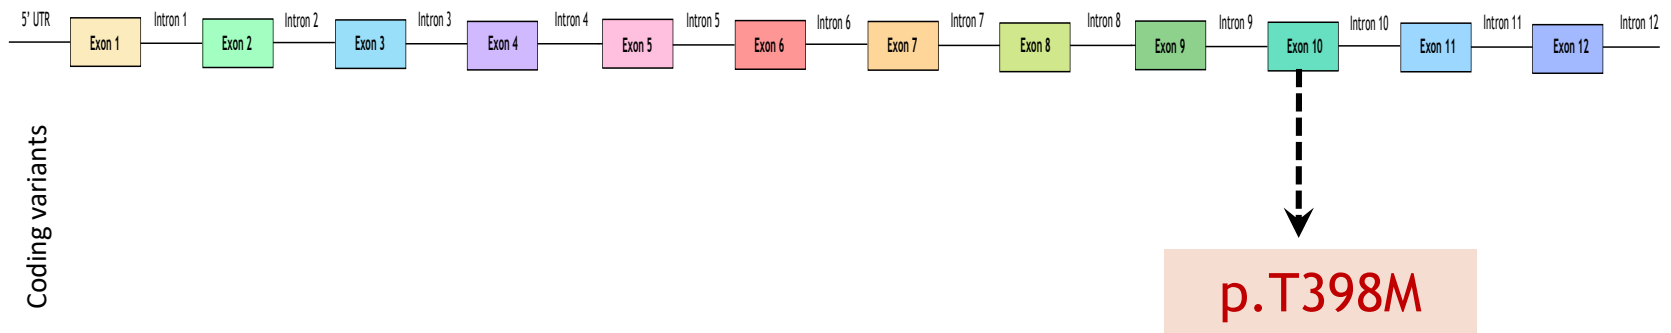 5' UTR
Exon 1
Intron 1
Exon 2
Intron 2
Exon 3
Intron 3
Exon 4
Intron 4
Exon 5
Intron 5
Exon 6
Intron 6
Exon 7
Intron 7
Exon 8
Intron 8
Exon 9
Intron 9
Exon 10
Intron 10
Exon 11
Intron 11
Exon 12
Intron 12
Coding variants
p.T398M